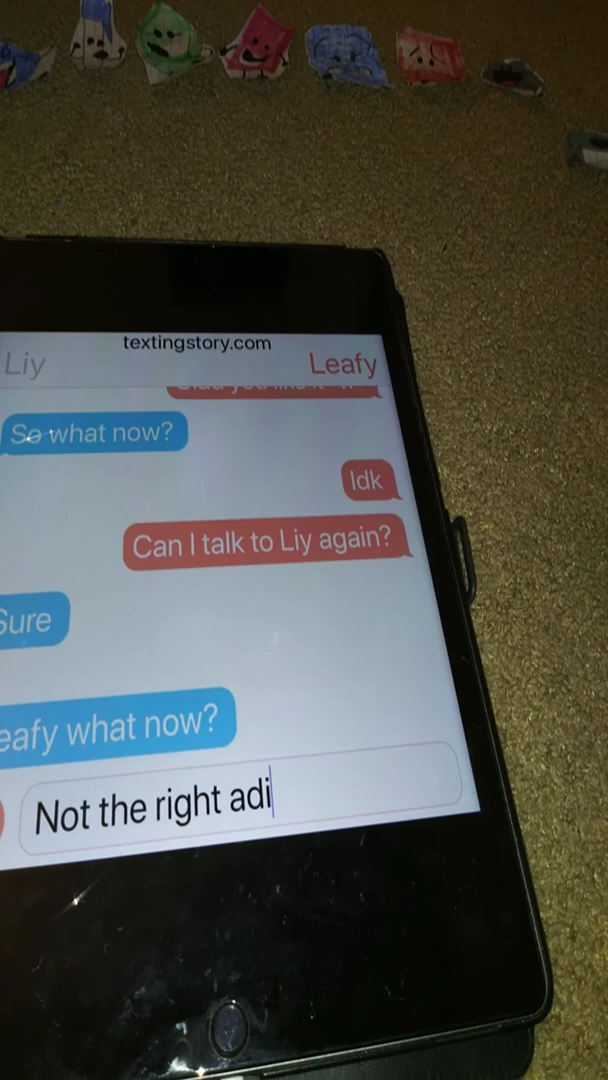 textingstory.com
Liy
Leafy
So what now?
Idk
Can I talk to Liy again?
Sure
eafy what now?
Not the right adi